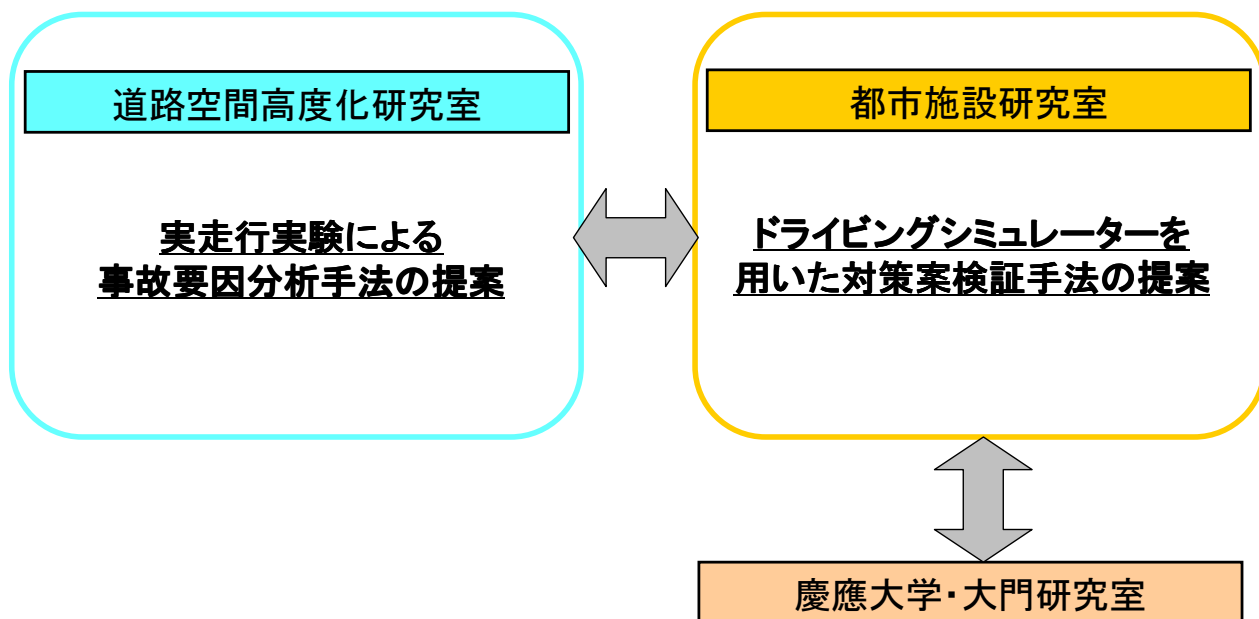 道路空間高度化研究室
実走行実験による
事故要因分析手法の提案
都市施設研究室
ドライビングシミュレーターを
用いた対策案検証手法の提案
慶應大学・大門研究室